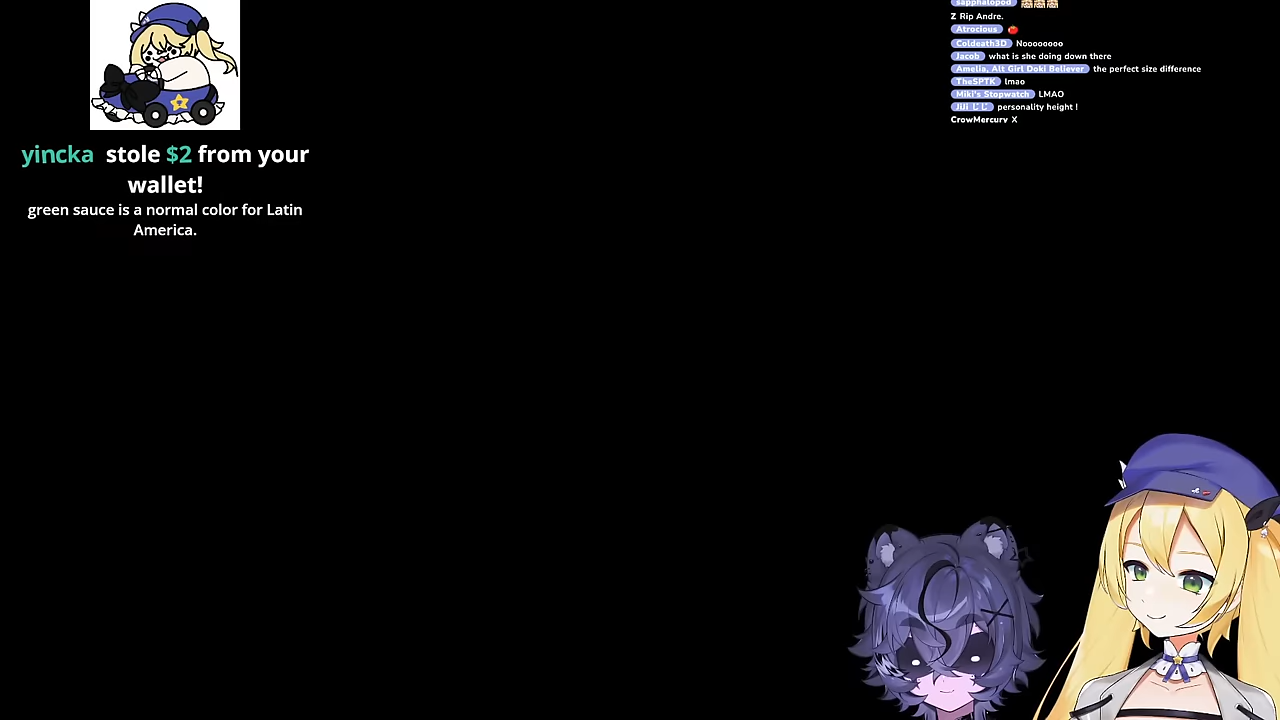 yincka stole $2 from your
wallet!
green sauce is a normal color for Latin
America.
sapphalopod
Z Rip Andre.
Atrocious
Coldeath3D Noooooooo
Jacob what is she doing down there
Amelia, Alt Girl Doki Believer the perfect size difference
TheSPTK lmao
Miki's Stopwatch LMAO
personality height !
CrowMercury X